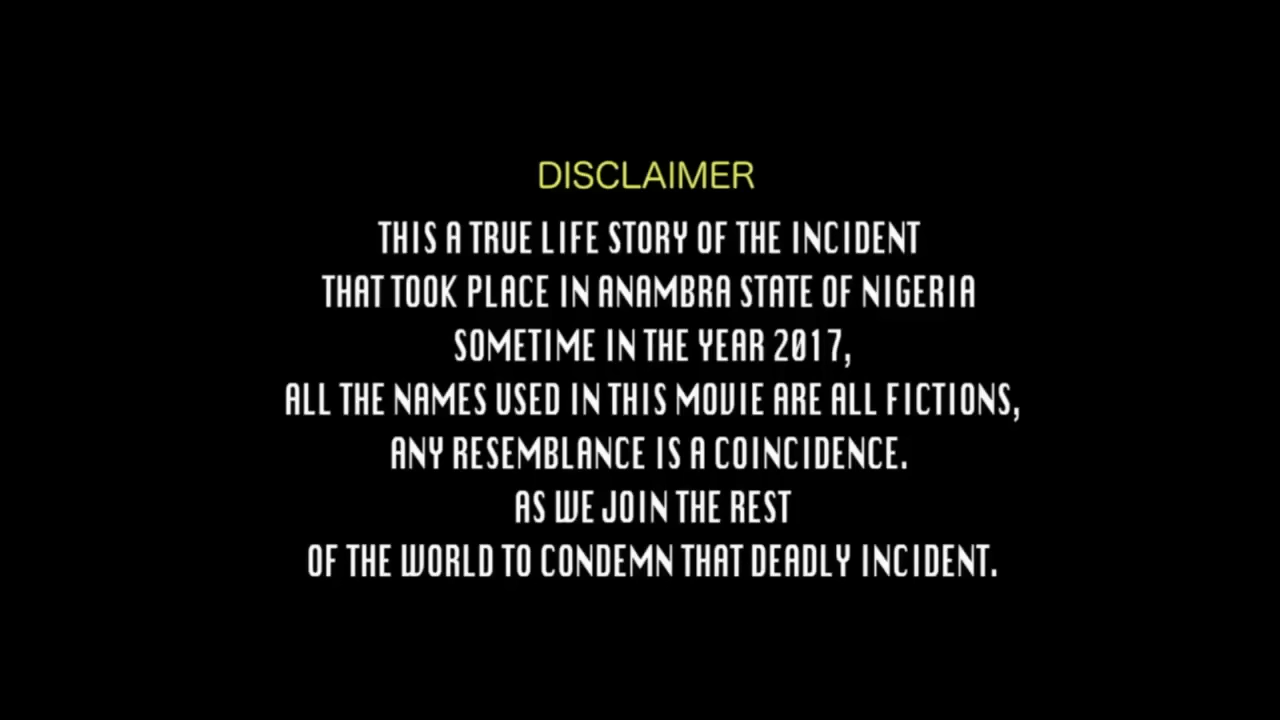 DISCLAIMER
THIS A TRUE LIFE STORY OF THE INCIDENT
THAT TOOK PLACE IN ANAMBRA STATE OF NIGERIA
SOMETIME IN THE YEAR 2017,
ALL THE NAMES USED IN THIS MOVIE ARE ALL FICTIONS,
ANY RESEMBLANCE IS A COINCIDENCE.
AS WE JOIN THE REST
OF THE WORLD TO CONDEMN THAT DEADLY INCIDENT.